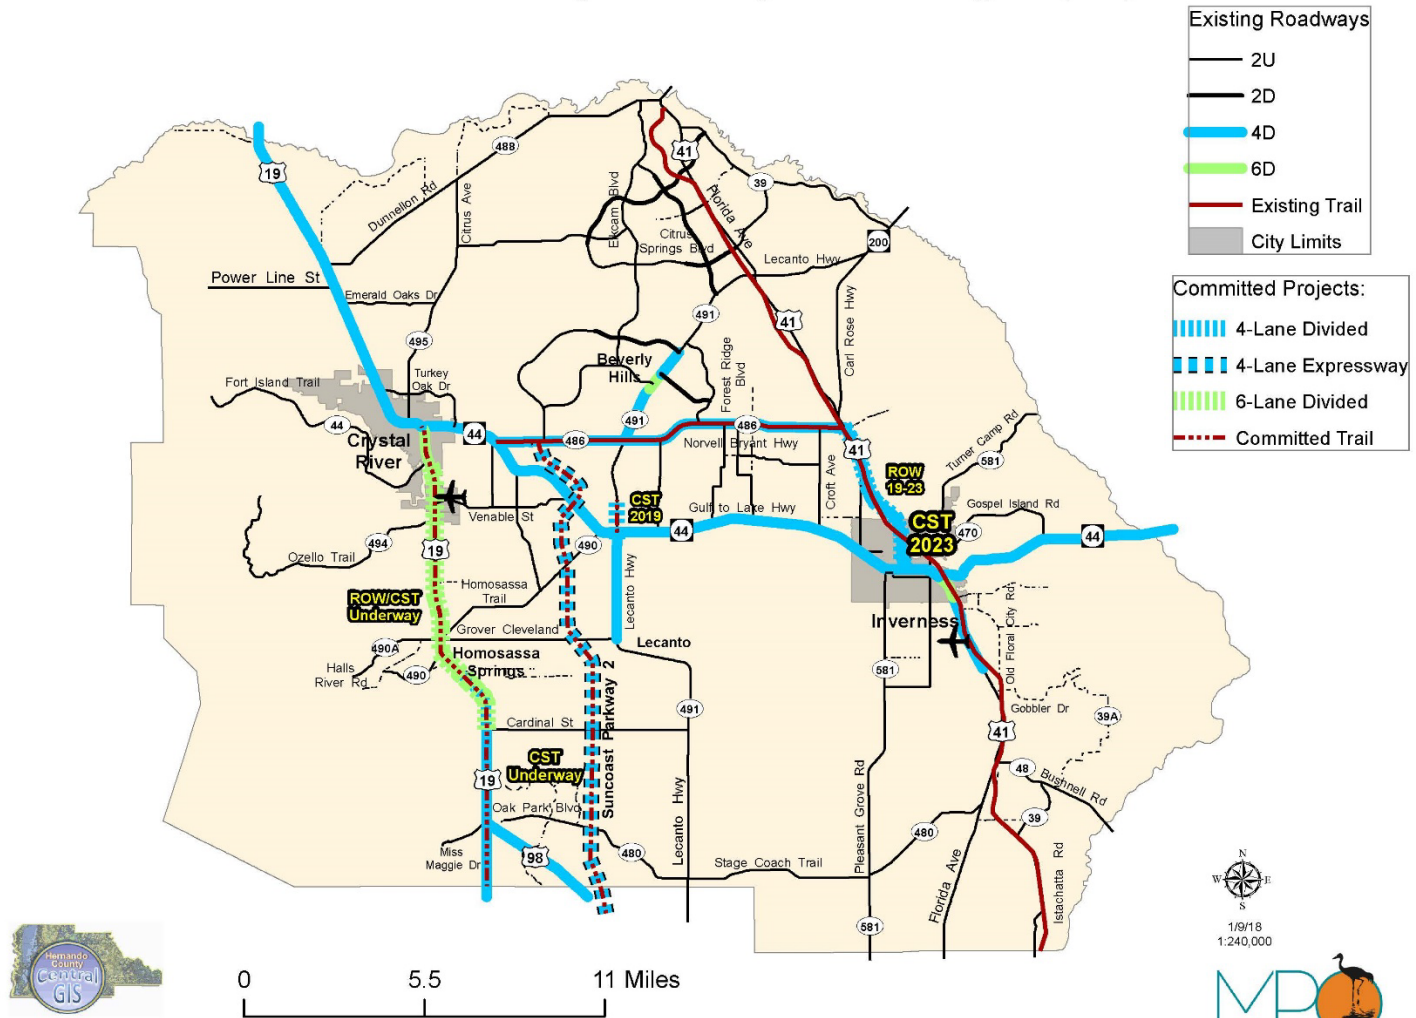 Existing Roadways
2U
2D
4D
6D
Existing Trail
City Limits
Committed Projects:
4-Lane Divided
4-Lane Expressway
6-Lane Divided
Committed Trail
19
488
41
39
Dunnellon Rd
Citrus Ave
Elkcam Blvd
Citrus
Springs Blvd
Florida Ave
200
Lecanto Hwy
Power Line St
Emerald Oaks Dr
491
41
Carl Rose Hwy
495
Beverly
Hills
Forest Ridge
Blvd
Fort Island Trail
Turkey
Oak Dr
44
44
491
486
486
Crystal
River
Norvell Bryant Hwy
41
Turner Camp Rd
581
Croft Ave
ROW
19-23
Venable St
CST
2019
Gulf to Lake Hwy
Gospel Island Rd
CST
2023
470
44
44
494
Ozello Trail
19
490
Homosassa
Trail
Lecanto Hwy
ROW/CST
Underway
Grover Cleveland
Inverness
Old Floral City Rd
490A
Homosassa
Springs
Lecanto
Halls
River Rd
490
581
Suncoast Parkway 2
491
Gobbler Dr
39A
Cardinal St
41
CST
Underway
19
48
Bushnell Rd
Oak Park Blvd
Lecanto Hwy
Pleasant Grove Rd
39
480
Miss
Maggie Dr
98
480
Stage Coach Trail
Florida Ave
Istachatta Rd
581
N
W
E
S
1/9/18
1:240,000
Hernando
County
Central
GIS
0
5.5
11 Miles
MPO